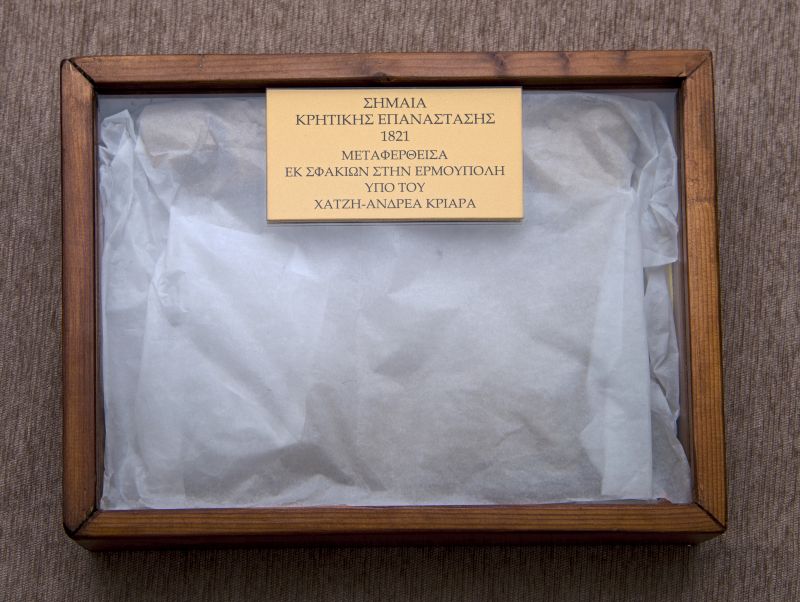 ΣΗΜΑΙΑ
ΚΡΗΤΙΚΗΣ ΕΠΑΝΑΣΤΑΣΗΣ
1821
ΜΕΤΑΦΕΡΘΕΙΣΑ
ΕΚ ΣΦΑΚΙΩΝ ΣΤΗΝ ΕΡΜΟΥΠΟΛΗ
ΥΠΟ ΤΟΥ
ΧΑΤΖΗ-ΑΝΔΡΕΑ ΚΡΙΑΡΑ